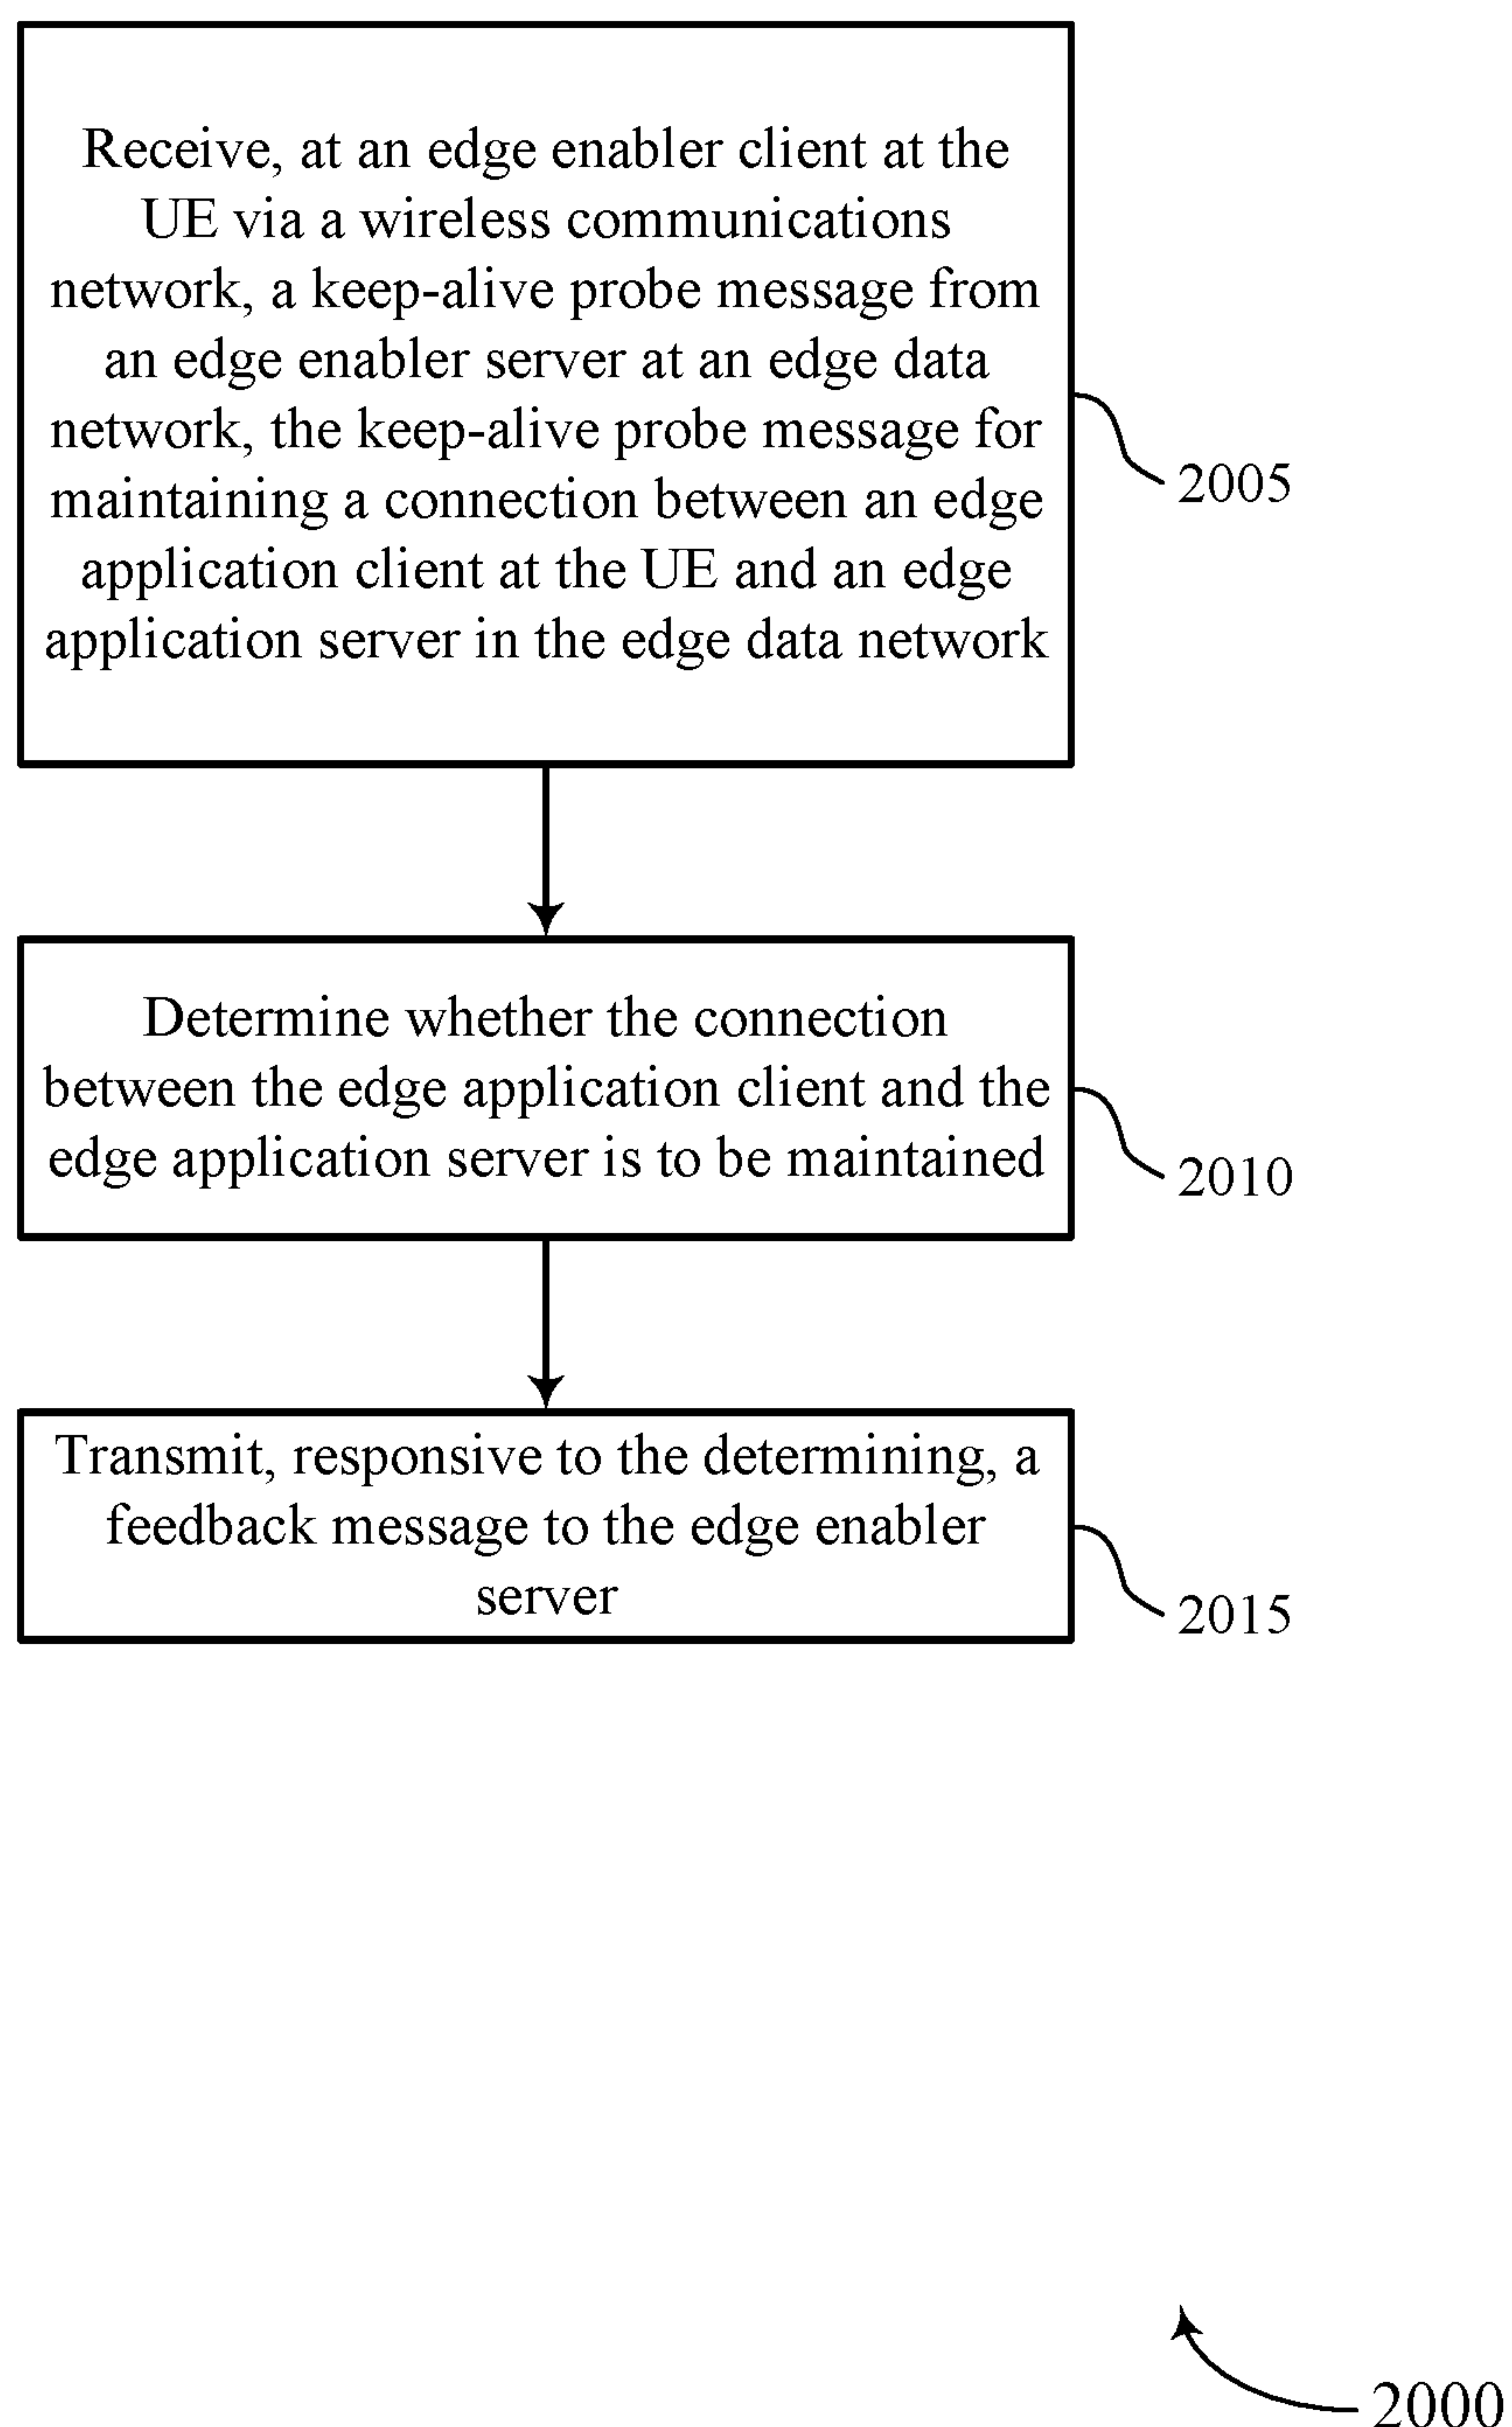 Receive, at an edge enabler client at the
UE via a wireless communications
network, a keep-alive probe message from
an edge enabler server at an edge data
network, the keep-alive probe message for
maintaining a connection between an edge
application client at the UE and an edge
application server in the edge data network
2005
Determine whether the connection
between the edge application client and the
edge application server is to be maintained
2010
Transmit, responsive to the determining, a
feedback message to the edge enabler
server
2015
2000